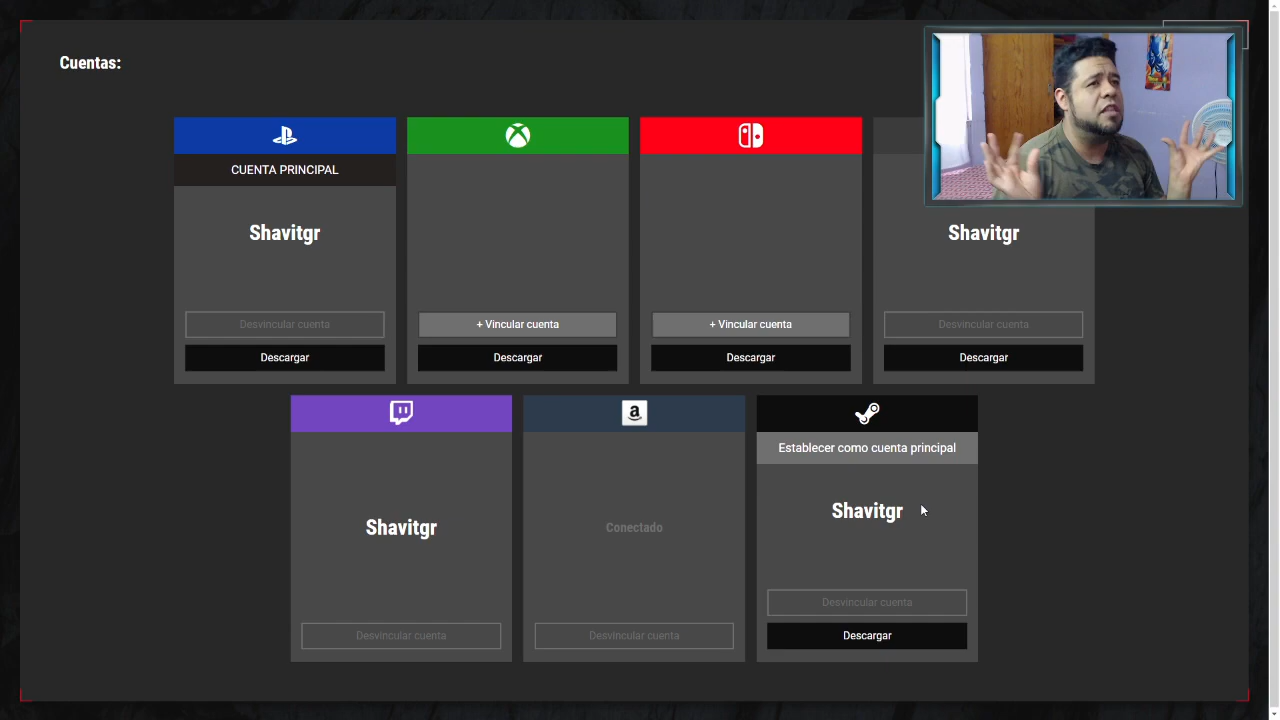 Cuentas:
CUENTA PRINCIPAL
Shavitgr
Desvincular cuenta
Descargar
+ Vincular cuenta
Descargar
+ Vincular cuenta
Descargar
Shavitgr
Desvincular cuenta
Descargar
Shavitgr
Desvincular cuenta
a
Conectado
Desvincular cuenta
Establecer como cuenta principal
Shavitgr
Desvincular cuenta
Descargar